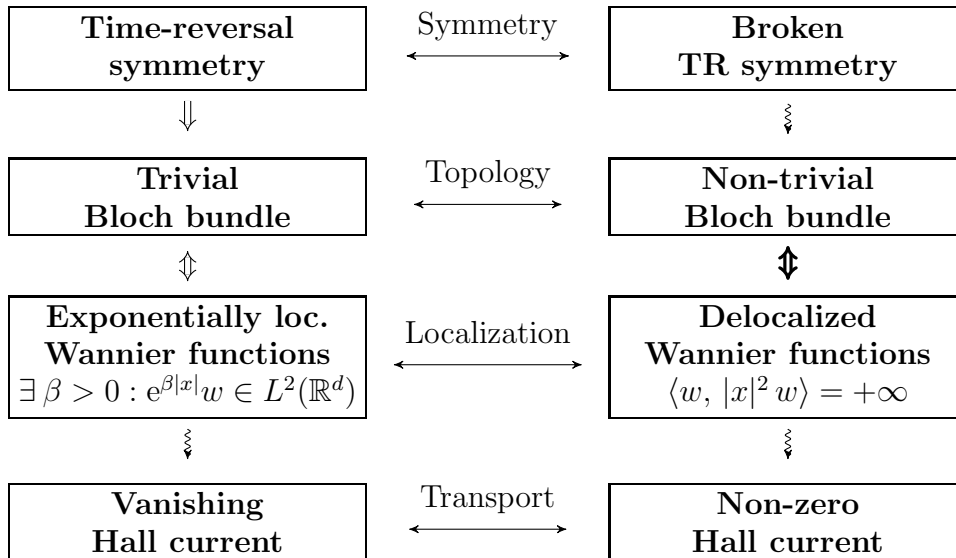 Time-reversal
symmetry
Symmetry
Broken
TR symmetry
Trivial
Bloch bundle
Topology
Non-trivial
Bloch bundle
Exponentially loc.
Wannier functions
∃ β > 0 : e^{β|x|}w ∈ L²(ℝ^d)
Localization
Delocalized
Wannier functions
⟨w, |x|² w⟩ = +∞
Vanishing
Hall current
Transport
Non-zero
Hall current